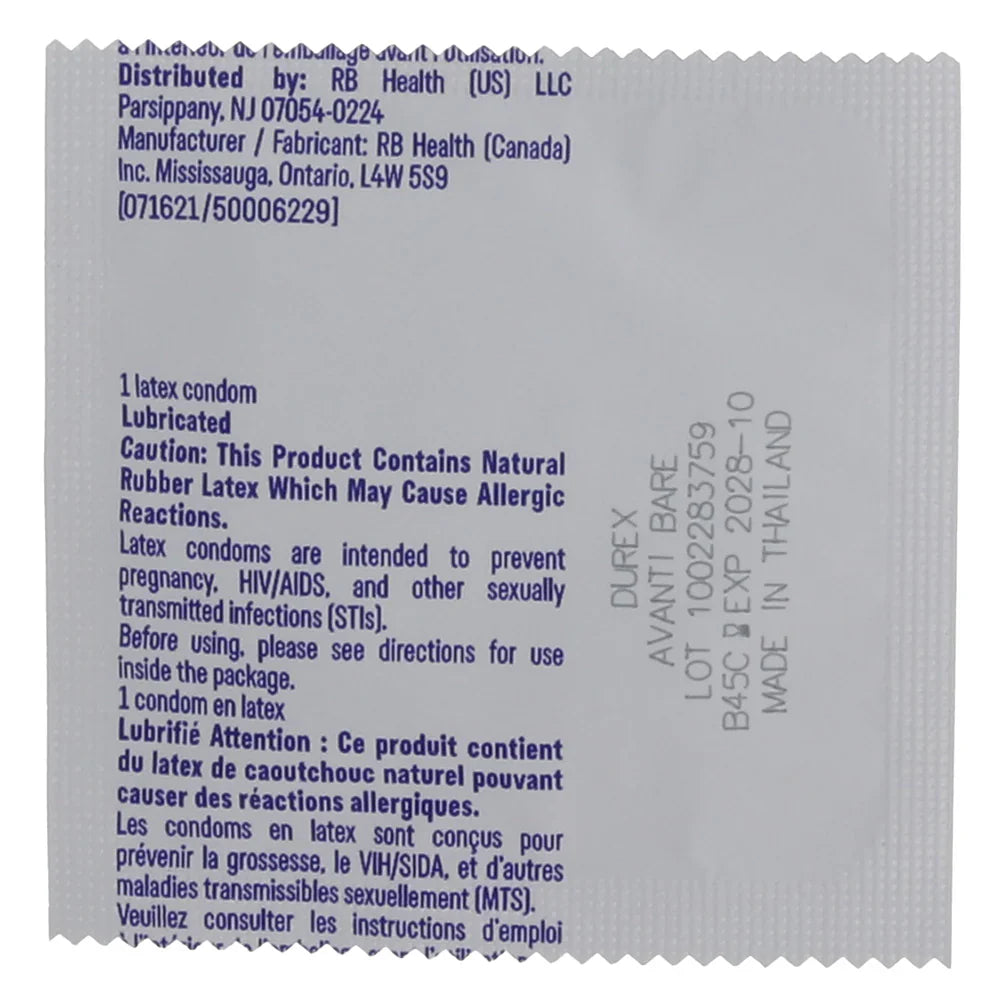 à l'intérieur de l'emballage avant l'utilisation.
Distributed by: RB Health (US) LLC
Parsippany, NJ 07054-0224
Manufacturer / Fabricant: RB Health (Canada)
Inc. Mississauga, Ontario, L4W 5S9
[071621/50006229]
1 latex condom
Lubricated
Caution: This Product Contains Natural
Rubber Latex Which May Cause Allergic
Reactions.
Latex condoms are intended to prevent
pregnancy, HIV/AIDS, and other sexually
transmitted infections (STIs).
Before using, please see directions for use
inside the package.
1 condom en latex
Lubrifié Attention : Ce produit contient
du latex de caoutchouc naturel pouvant
causer des réactions allergiques.
Les condoms en latex sont conçus pour
prévenir la grossesse, le VIH/SIDA, et d'autres
maladies transmissibles sexuellement (MTS).
Veuillez consulter les instructions d'emploi
DUREX
AVANTI BARE
LOT 1002283759
B45C EXP 2028-10
MADE IN THAILAND